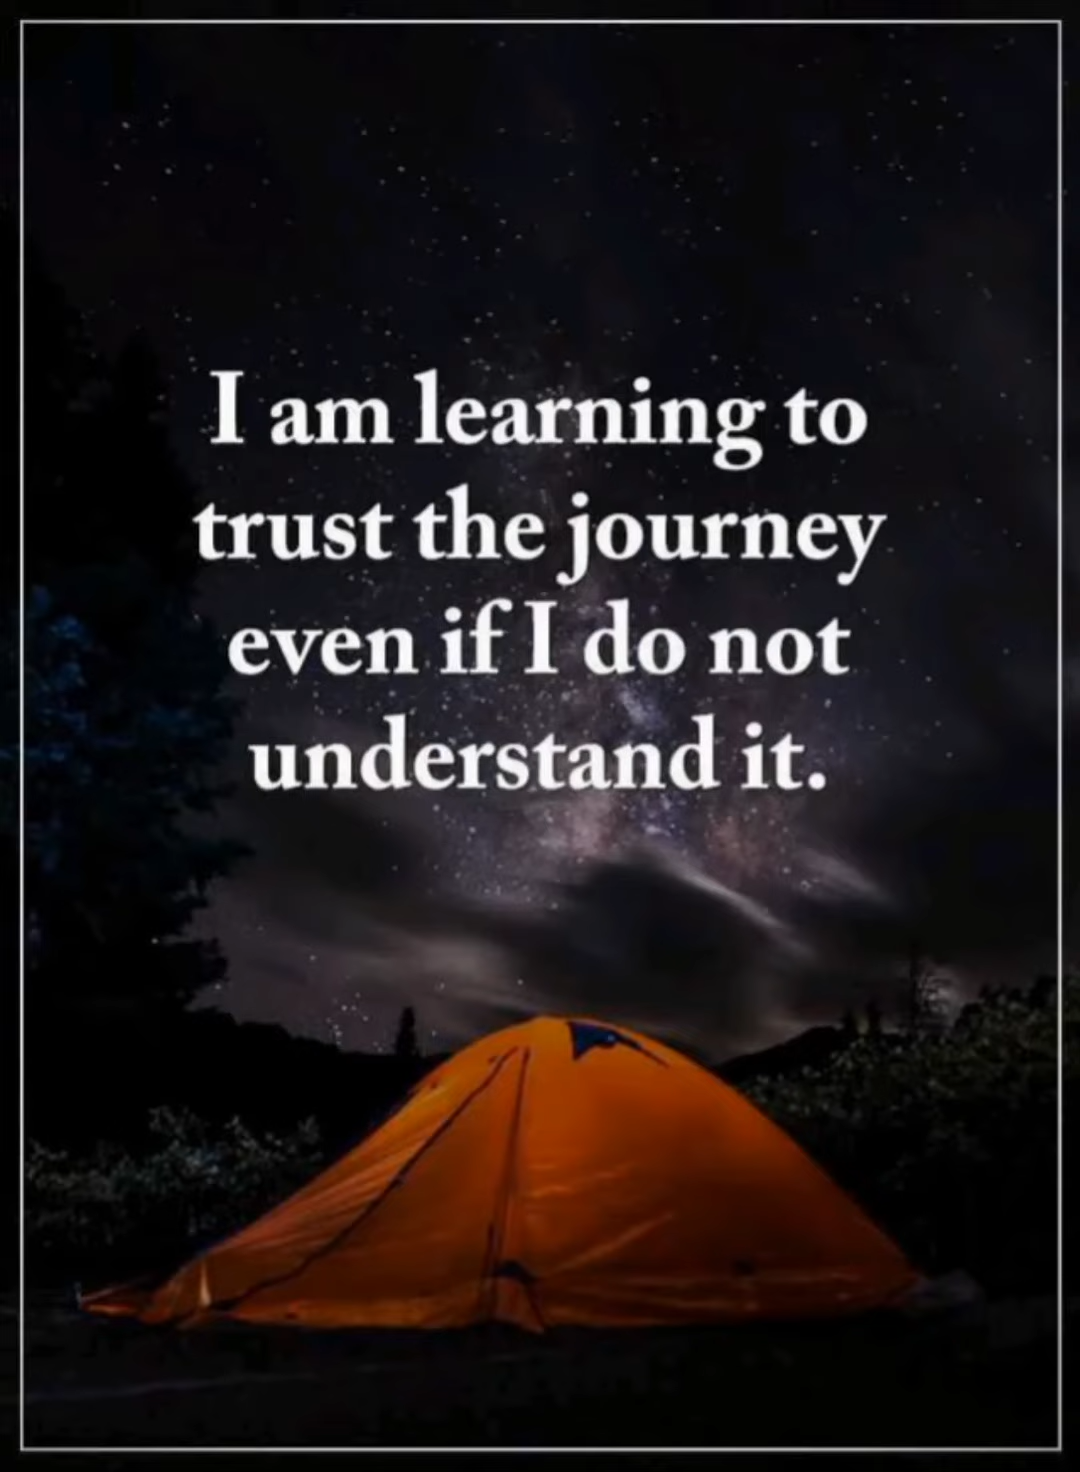 I am learning to
trust the journey
even if I do not
understand it.